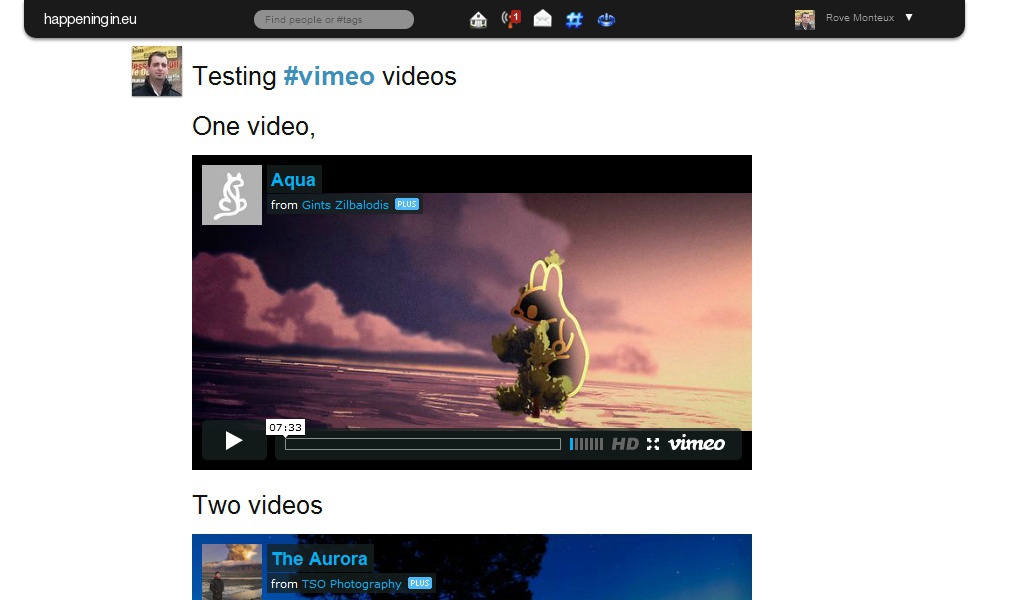 happeningin.eu
Find people or #tags
1
Rove Monteux
Testing #vimeo videos
One video,
Aqua
from Gints Zilbalodis PLUS
07:33
HD
vimeo
Two videos
The Aurora
from TSO Photography PLUS